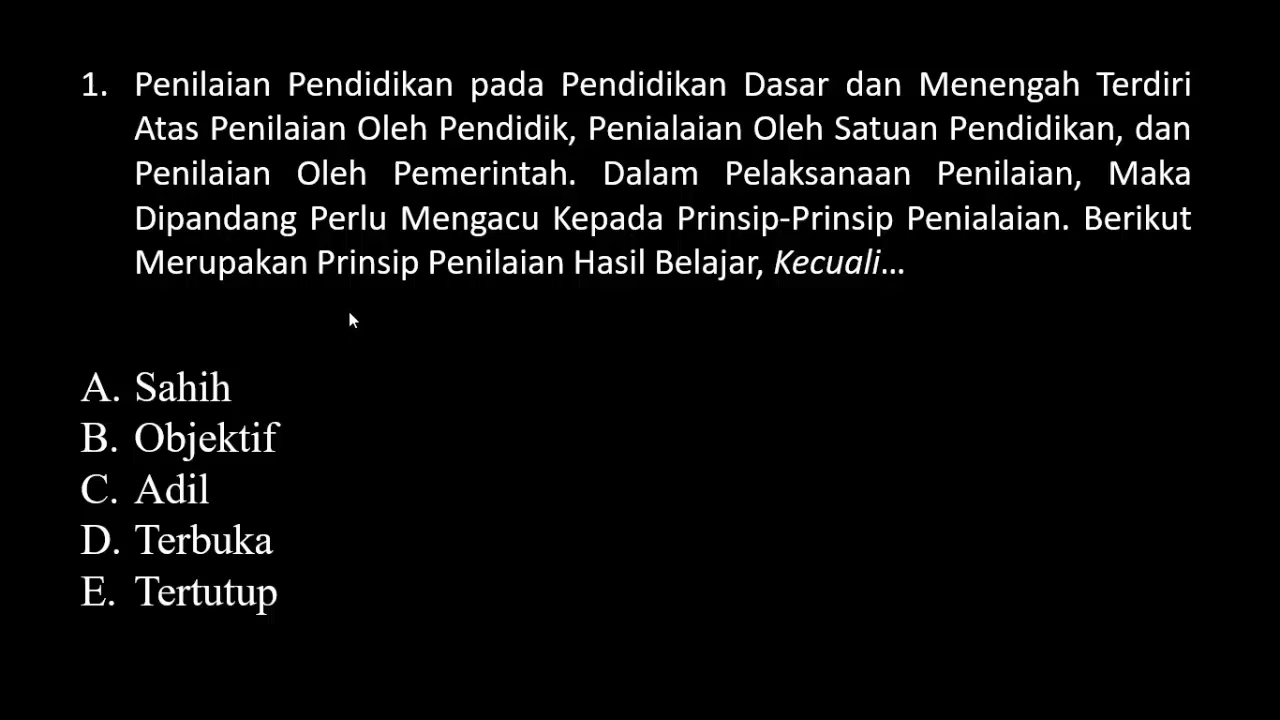 1. Penilaian Pendidikan pada Pendidikan Dasar dan Menengah Terdiri
Atas Penilaian Oleh Pendidik, Penialaian Oleh Satuan Pendidikan, dan
Penilaian Oleh Pemerintah. Dalam Pelaksanaan Penilaian, Maka
Dipandang Perlu Mengacu Kepada Prinsip-Prinsip Penialaian. Berikut
Merupakan Prinsip Penilaian Hasil Belajar, Kecuali...
A. Sahih
B. Objektif
C. Adil
D. Terbuka
E. Tertutup